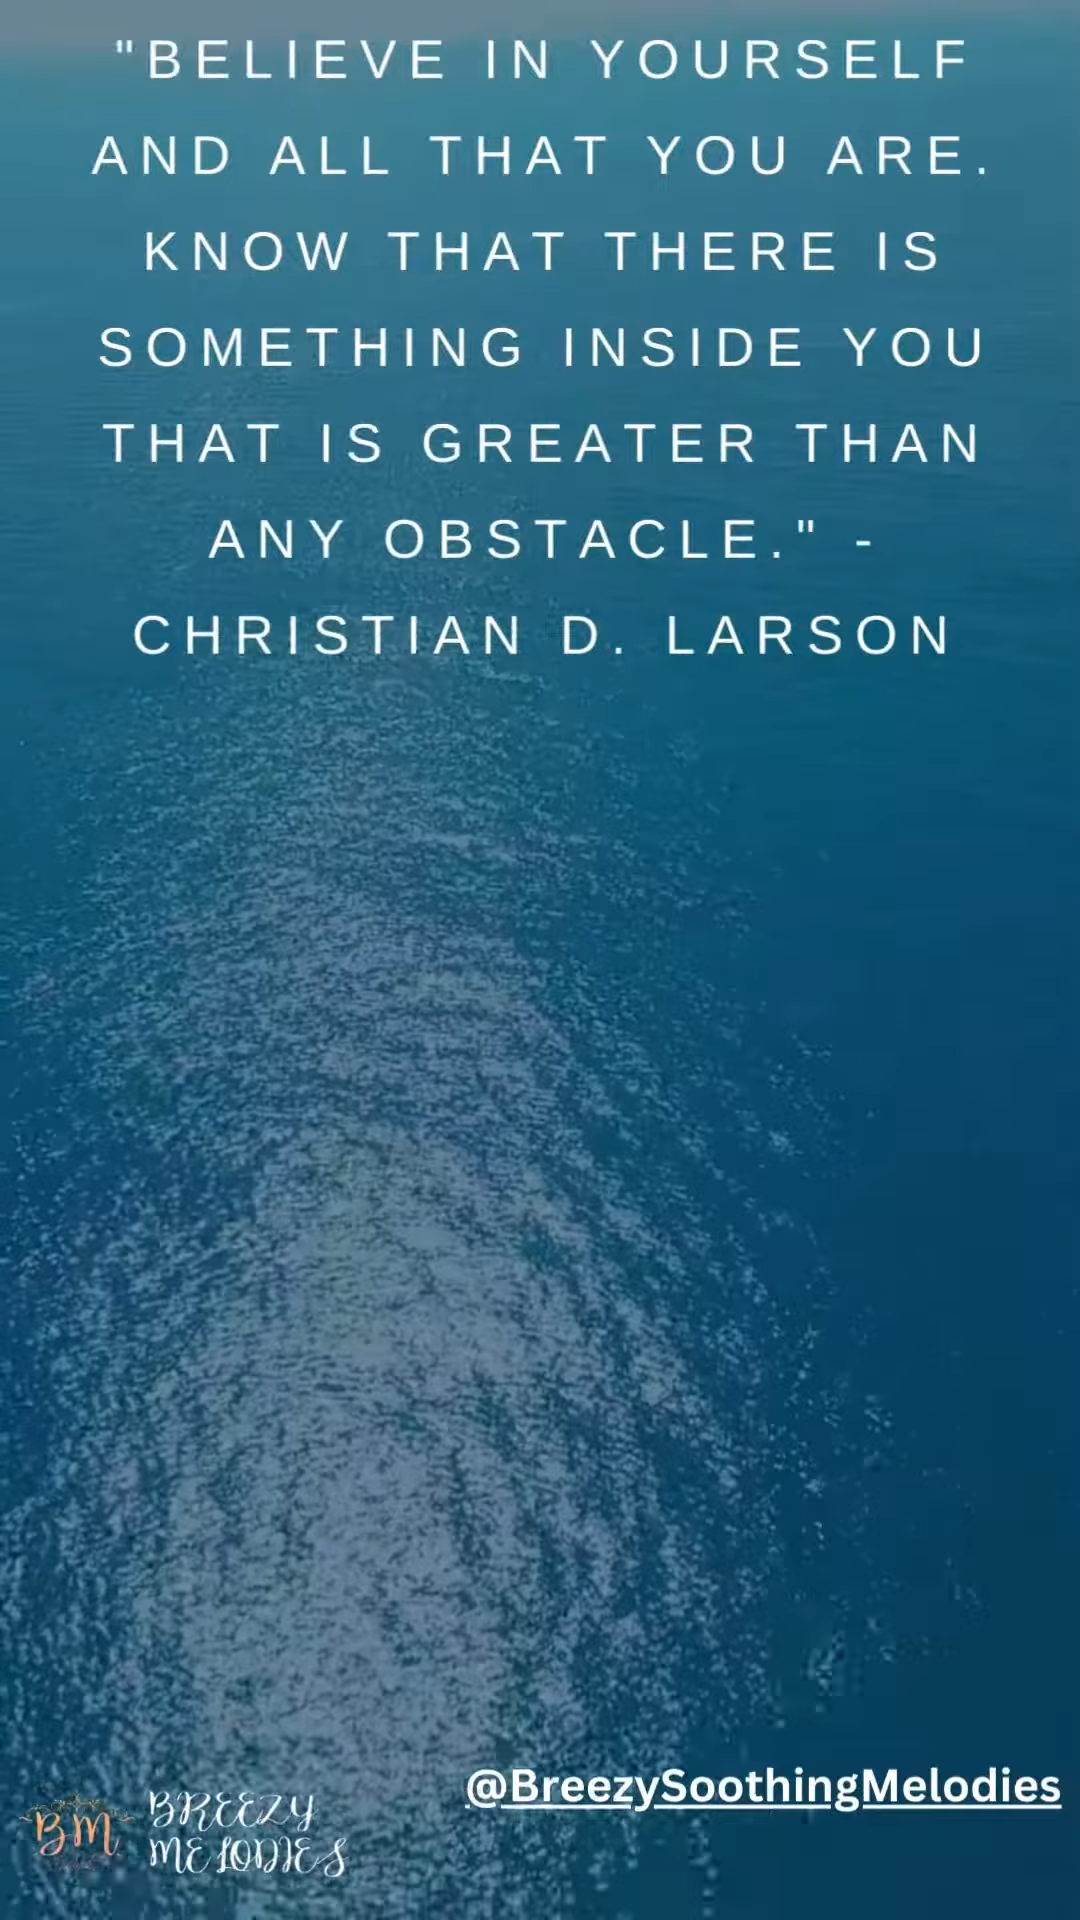 "BELIEVE IN YOURSELF
AND ALL THAT YOU ARE.
KNOW THAT THERE IS
SOMETHING INSIDE YOU
THAT IS GREATER THAN
ANY OBSTACLE." -
CHRISTIAN D. LARSON
@BreezySoothingMelodies
BM
BREEZY
MELODIES